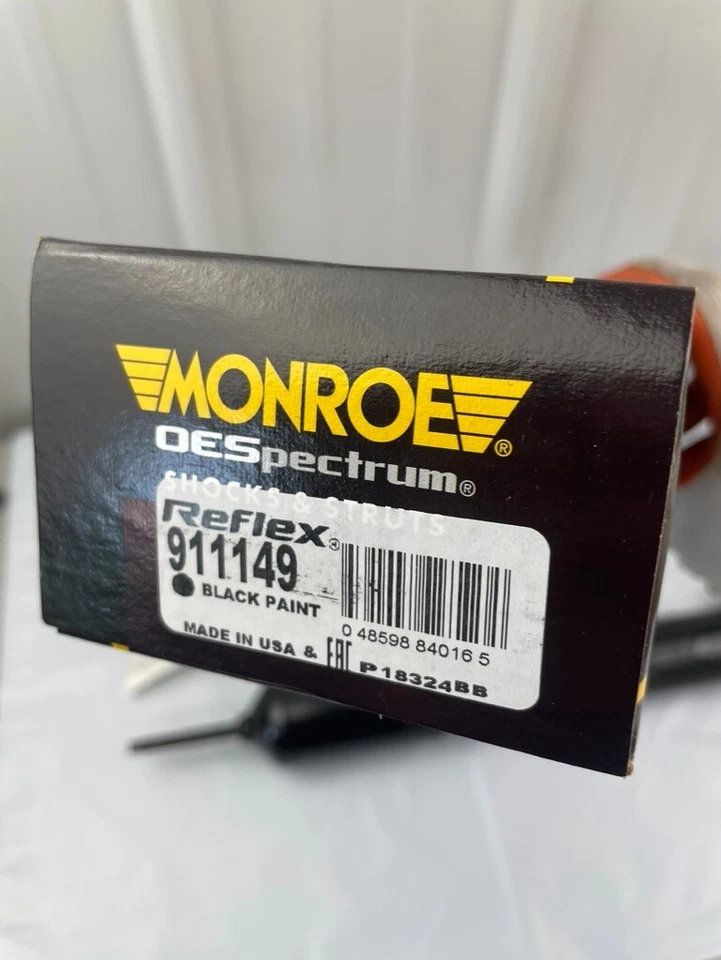 MONROE®
OESpectrum®
SHOCKS & STRUTS
ReFlex®
911149
BLACK PAINT
0 48598 84016 5
MADE IN USA & EAC P18324BB